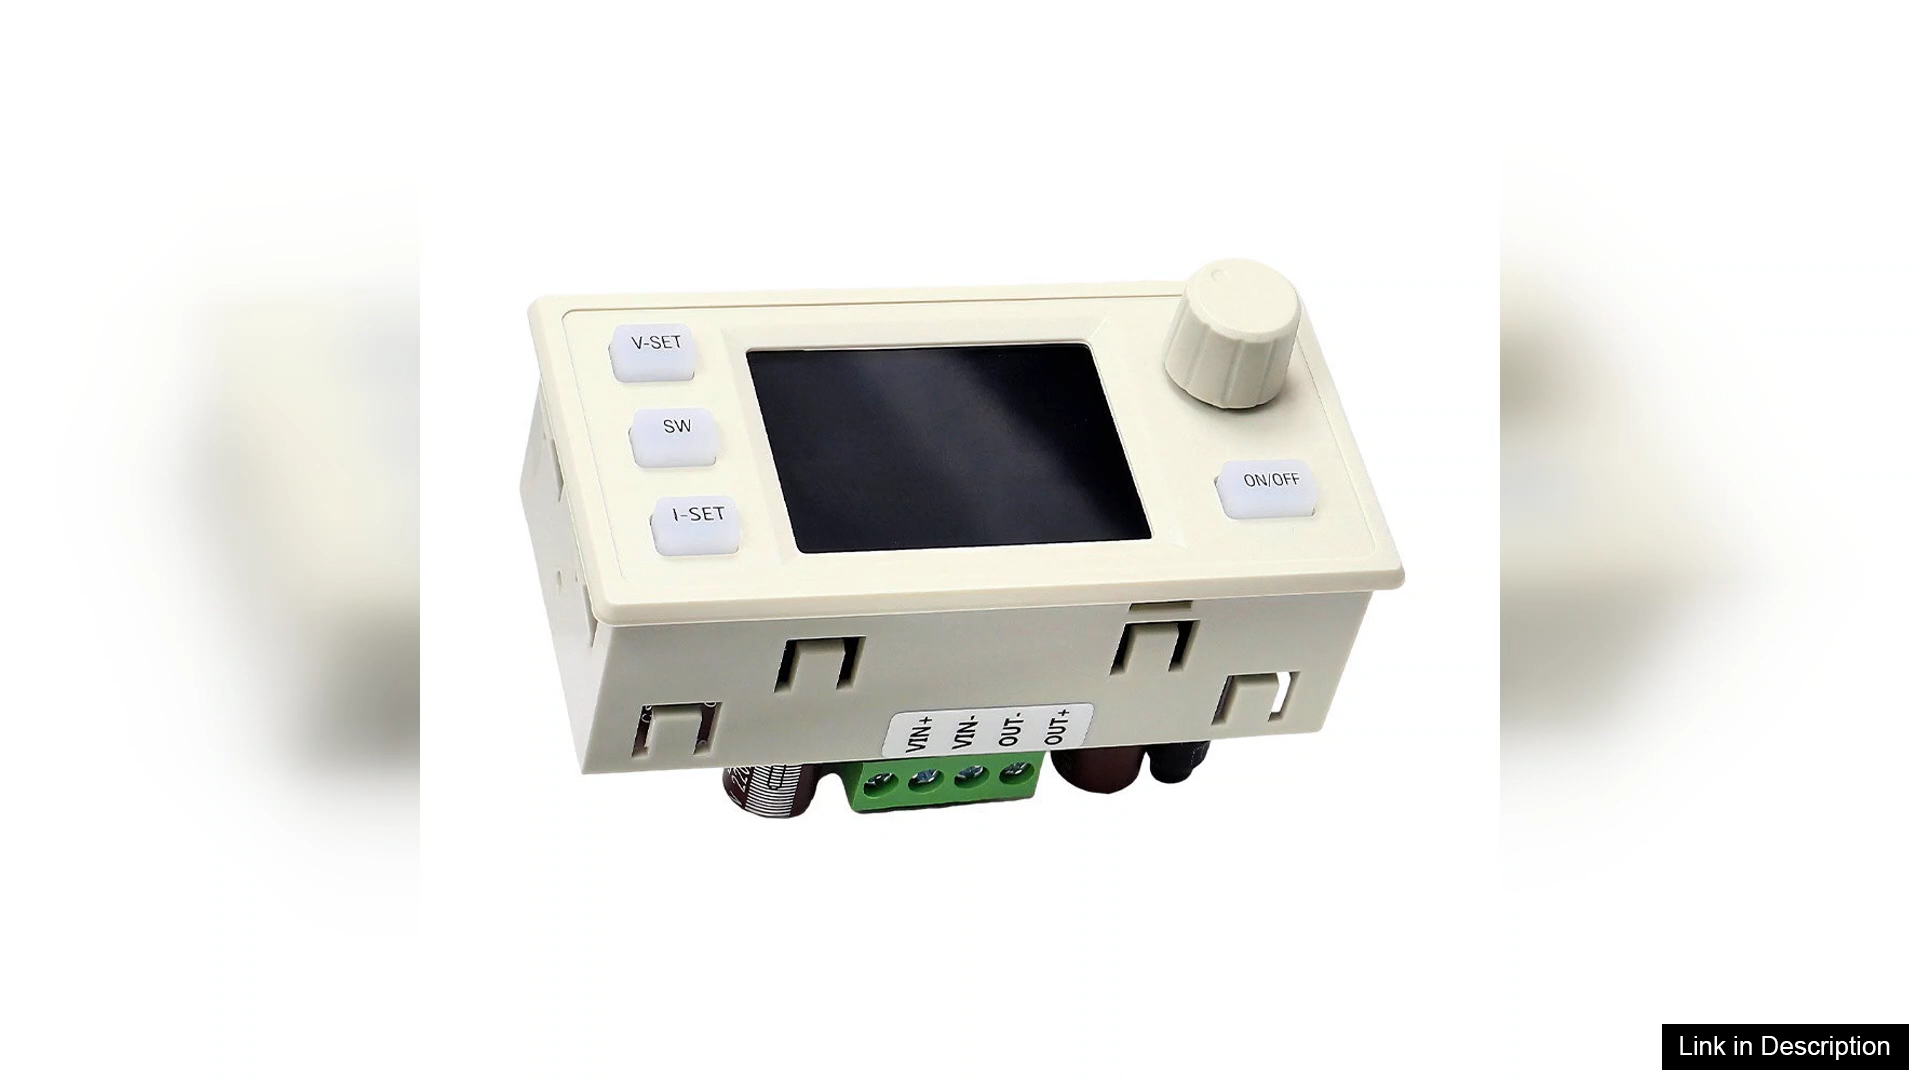 V-SET
SW
I-SET
ON/OFF
VIN+
VIN-
OUT-
OUT+
Link in Description